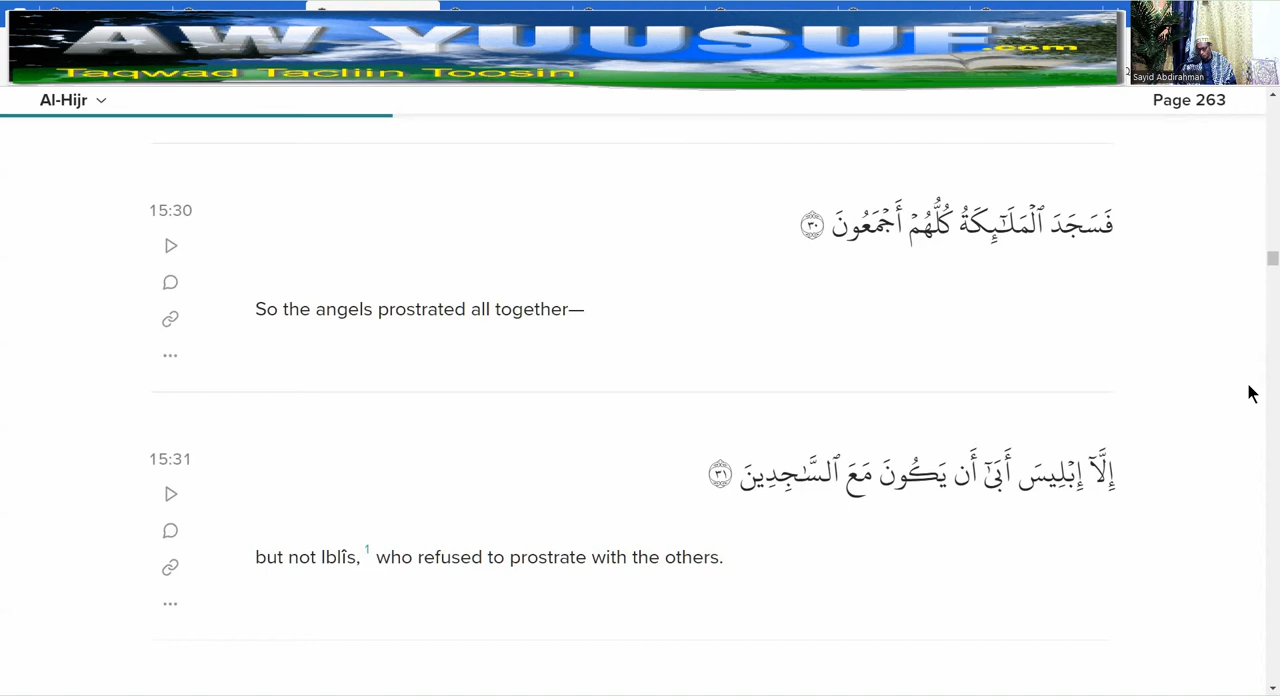 AW YUUSUF.com
Taqwad Tacliin Toosin
Sayid Abdirahman
Al-Hijr
Page 263
15:30
فَسَجَدَ ٱلْمَلَـٰٓئِكَةُ كُلُّهُمْ أَجْمَعُونَ ٣٠
So the angels prostrated all together—
15:31
إِلَّآ إِبْلِيسَ أَبَىٰٓ أَن يَكُونَ مَعَ ٱلسَّـٰجِدِينَ ٣١
but not Iblîs, 1 who refused to prostrate with the others.